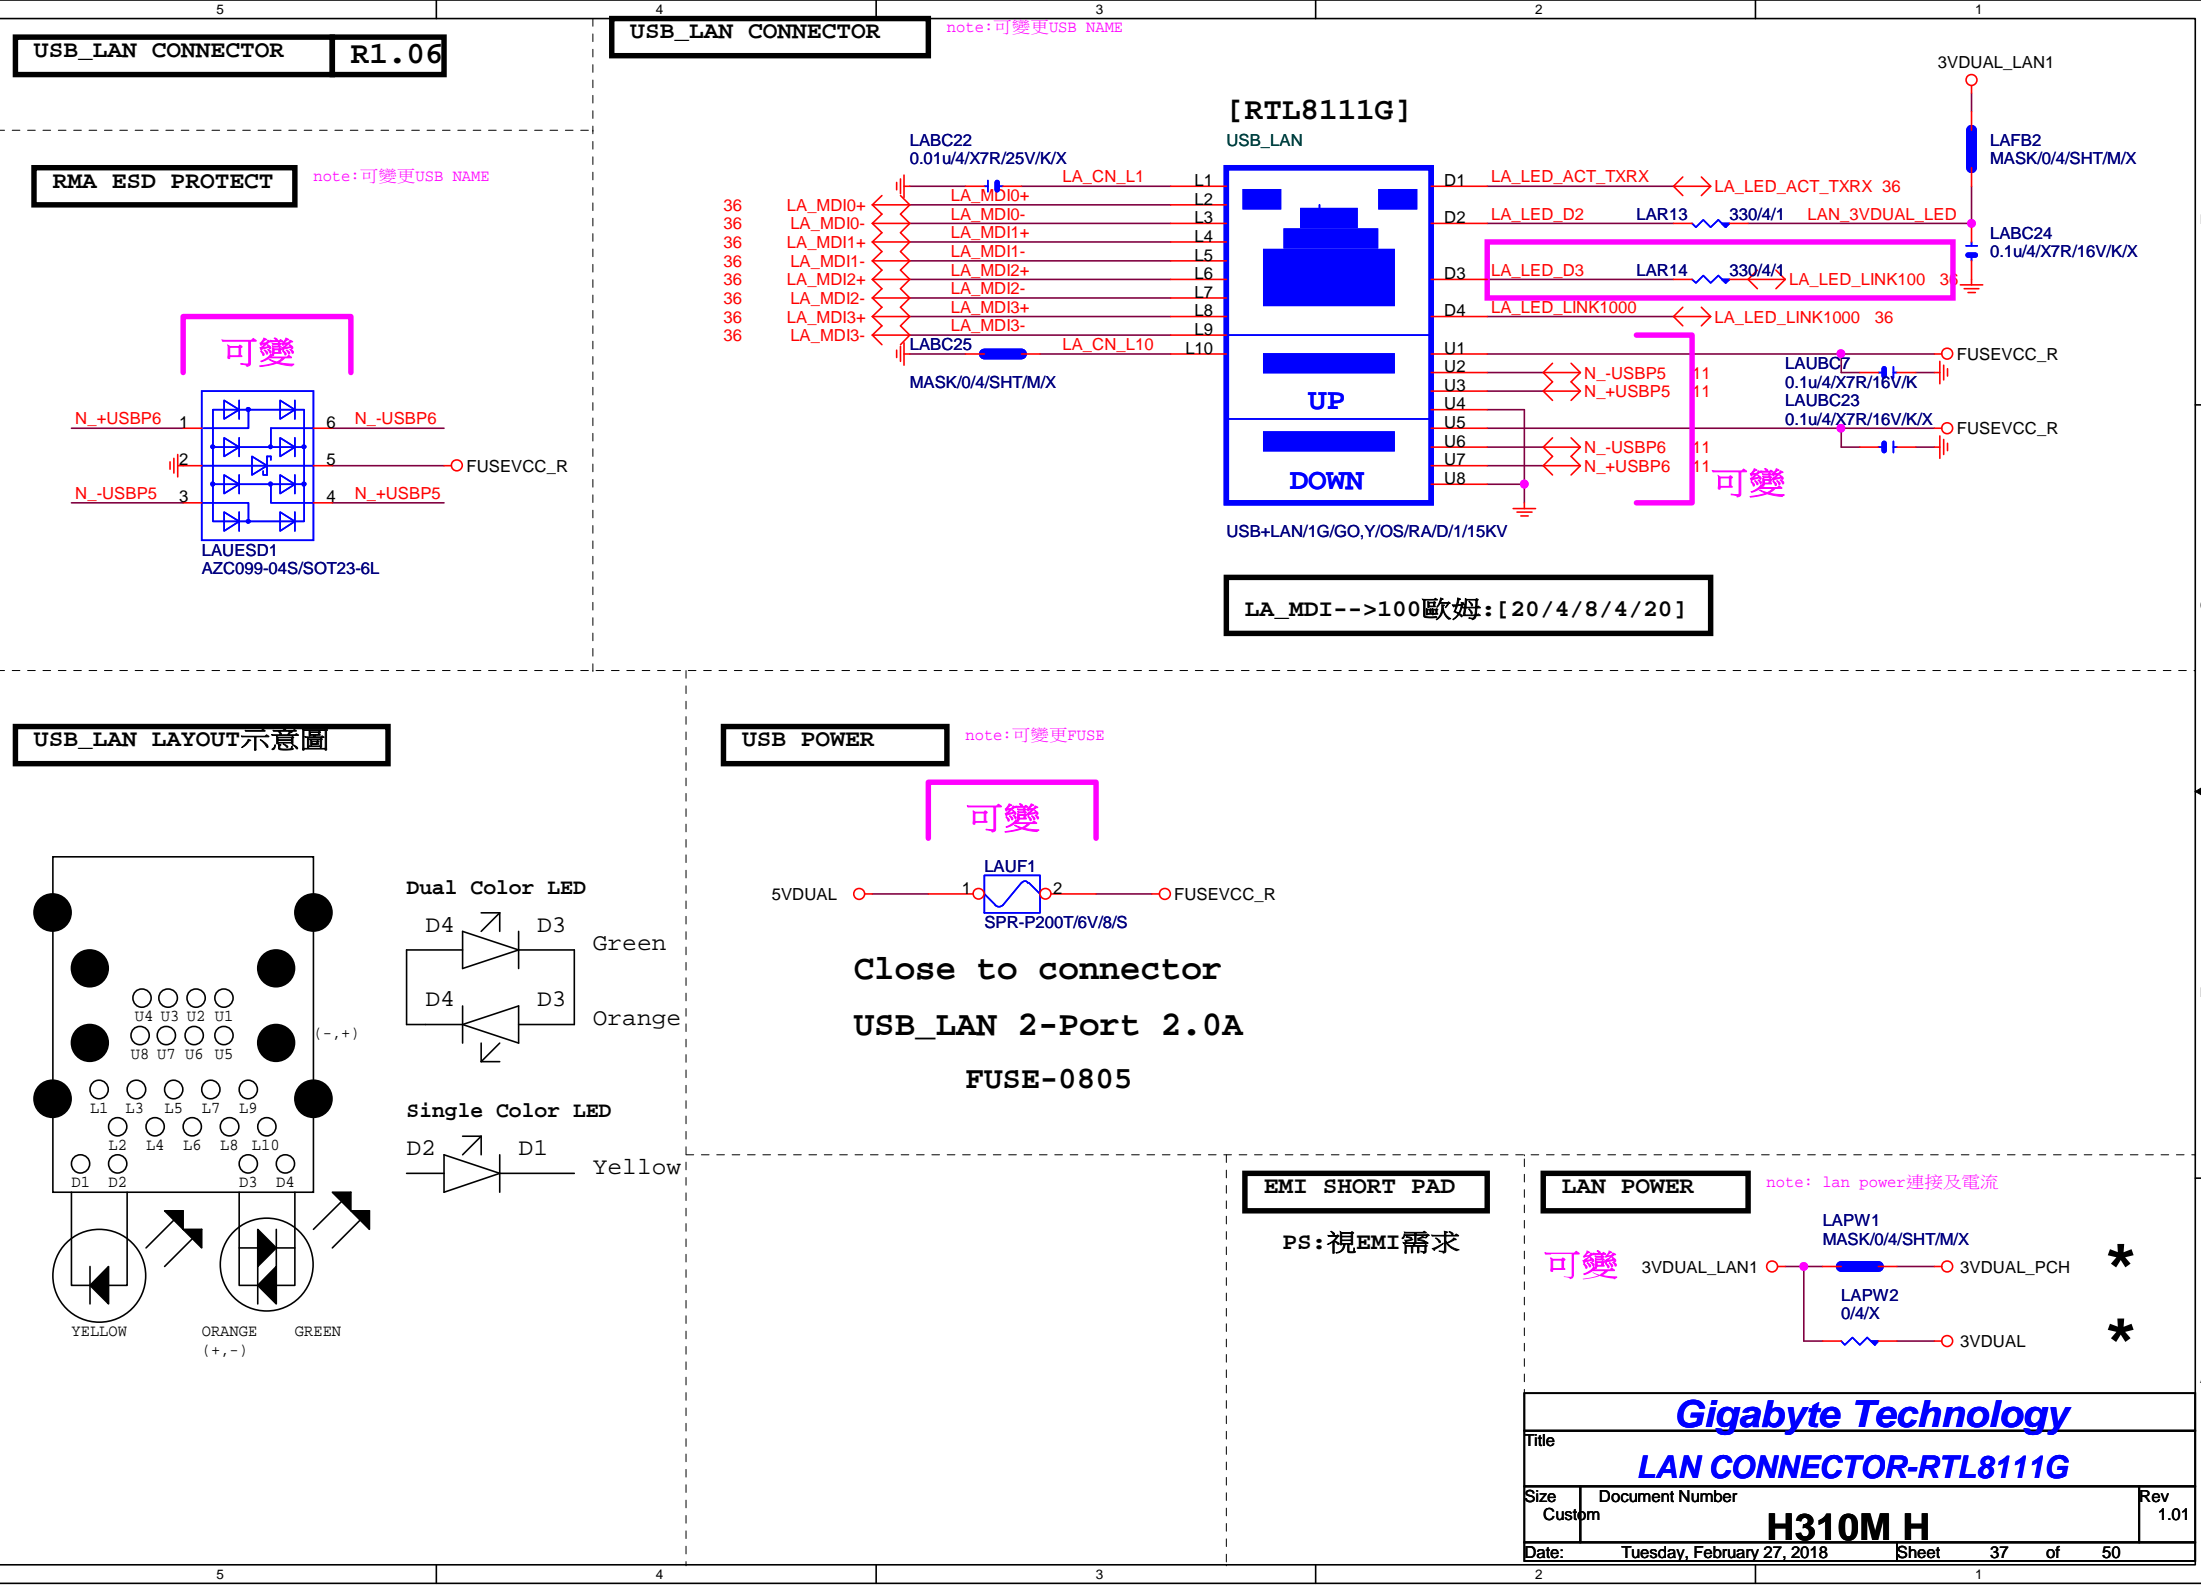 5 4 3 2 1
USB_LAN CONNECTOR R1.06
USB_LAN CONNECTOR
note:可變更USB NAME
RMA ESD PROTECT
note:可變更USB NAME
可變
N_+USBP6 1
6 N_-USBP6
2
5
FUSEVCC_R
N_-USBP5 3
4 N_+USBP5
LAUESD1
AZC099-04S/SOT23-6L
[RTL8111G]
USB_LAN
LABC22
0.01u/4/X7R/25V/K/X
LA_CN_L1 L1
36 LA_MDI0+ LA_MDI0+ L2
36 LA_MDI0- LA_MDI0- L3
36 LA_MDI1+ LA_MDI1+ L4
36 LA_MDI1- LA_MDI1- L5
36 LA_MDI2+ LA_MDI2+ L6
36 LA_MDI2- LA_MDI2- L7
36 LA_MDI3+ LA_MDI3+ L8
36 LA_MDI3- LA_MDI3- L9
LABC25 LA_CN_L10 L10
MASK/0/4/SHT/M/X
UP
DOWN
USB+LAN/1G/GO,Y/OS/RA/D/1/15KV
D1 LA_LED_ACT_TXRX LA_LED_ACT_TXRX 36
D2 LA_LED_D2 LAR13 330/4/1 LAN_3VDUAL_LED
D3 LA_LED_D3 LAR14 330/4/1 LA_LED_LINK100 36
D4 LA_LED_LINK1000 LA_LED_LINK1000 36
3VDUAL_LAN1
LAFB2
MASK/0/4/SHT/M/X
LABC24
0.1u/4/X7R/16V/K/X
U1 FUSEVCC_R
U2 N_-USBP5 11
U3 N_+USBP5 11
U4
U5 FUSEVCC_R
U6 N_-USBP6 11
U7 N_+USBP6 11
U8
LAUBC7
0.1u/4/X7R/16V/K
LAUBC23
0.1u/4/X7R/16V/K/X
可變
LA_MDI-->100歐姆:[20/4/8/4/20]
USB_LAN LAYOUT示意圖
U4 U3 U2 U1
U8 U7 U6 U5
(-,+)
L1 L3 L5 L7 L9
L2 L4 L6 L8 L10
D1 D2 D3 D4
YELLOW ORANGE GREEN
(+,-)
Dual Color LED
D4 D3 Green
D4 D3 Orange
Single Color LED
D2 D1 Yellow
USB POWER
note:可變更FUSE
可變
LAUF1
5VDUAL 1 2 FUSEVCC_R
SPR-P200T/6V/8/S
Close to connector
USB_LAN 2-Port 2.0A
FUSE-0805
EMI SHORT PAD
PS:視EMI需求
LAN POWER
note: lan power連接及電流
LAPW1
MASK/0/4/SHT/M/X
可變 3VDUAL_LAN1 3VDUAL_PCH *
LAPW2
0/4/X
3VDUAL *
Gigabyte Technology
Title
LAN CONNECTOR-RTL8111G
Size Document Number Rev
Custom H310M H 1.01
Date: Tuesday, February 27, 2018 Sheet 37 of 50
5 4 3 2 1